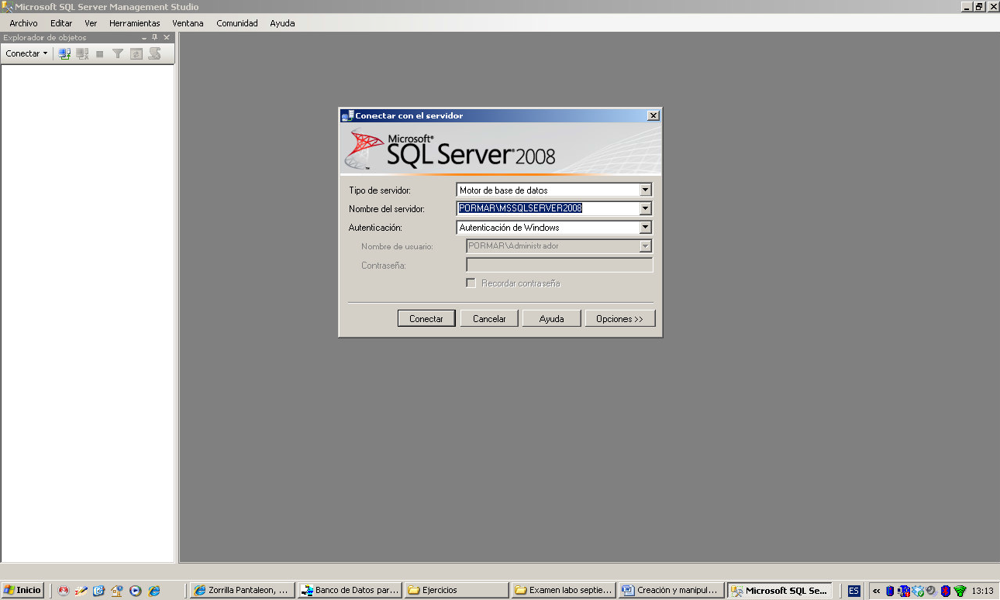 Microsoft SQL Server Management Studio
Archivo Editar Ver Herramientas Ventana Comunidad Ayuda
Explorador de objetos
Conectar
Conectar con el servidor
Microsoft®
SQL Server® 2008
Tipo de servidor: Motor de base de datos
Nombre del servidor: PORMAR\MSSQLSERVER2008
Autenticación: Autenticación de Windows
Nombre de usuario: PORMAR\Administrador
Contraseña:
Recordar contraseña
Conectar Cancelar Ayuda Opciones >>
Inicio Zorrilla Pantaleon, ... Banco de Datos par... Ejercicios Examen labo septie... Creación y manipul... Microsoft SQL Se... ES « 13:13